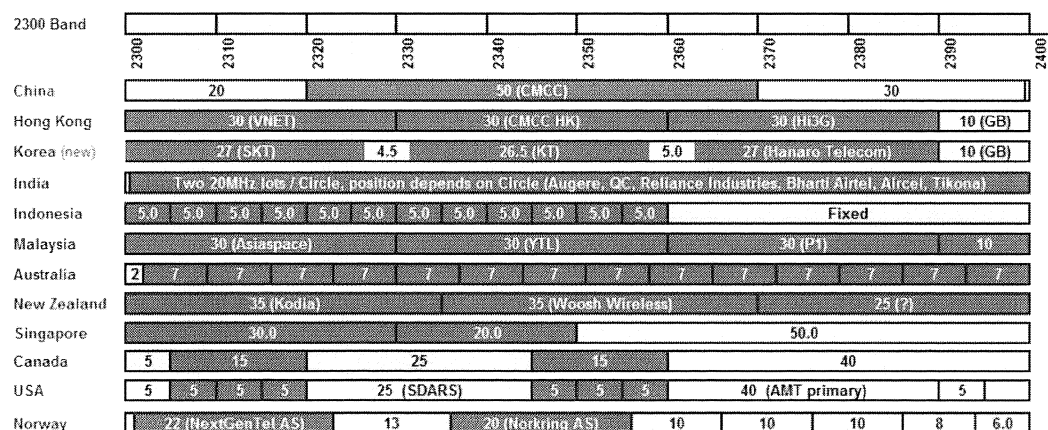 2300 Band
2300 2310 2320 2330 2340 2350 2360 2370 2380 2390 2400
China 20 50 (CMCC) 30
Hong Kong 30 (VNET) 30 (CMCC HK) 30 (HI3G) 10 (GB)
Korea (new) 27 (SKT) 4.5 26.5 (KT) 5.0 27 (Hanaro Telecom) 10 (GB)
India Two 20MHz lots / Circle, position depends on Circle (Augere, QC, Reliance Industries, Bharti Airtel, Aircel, Tikona)
Indonesia 5.0 5.0 5.0 5.0 5.0 5.0 5.0 5.0 5.0 5.0 5.0 5.0 Fixed
Malaysia 30 (Asiaspace) 30 (YTL) 30 (P1) 10
Australia 2 7 7 7 7 7 7 7 7 7 7 7 7 7 7
New Zealand 35 (Kodia) 35 (Woosh Wireless) 25 (?)
Singapore 30.0 20.0 50.0
Canada 5 15 25 15 40
USA 5 5 5 5 25 (SDARS) 5 5 5 40 (AMT primary) 5
Norway 22 (NextGenTel AS) 13 20 (Norkring AS) 10 10 10 8 6.0